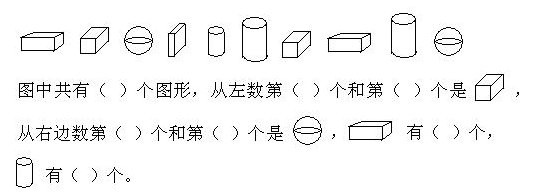 图中共有（ ）个图形，从左数第（ ）个和第（ ）个是 ，
从右边数第（ ）个和第（ ）个是 ， 有（ ）个，
有（ ）个。